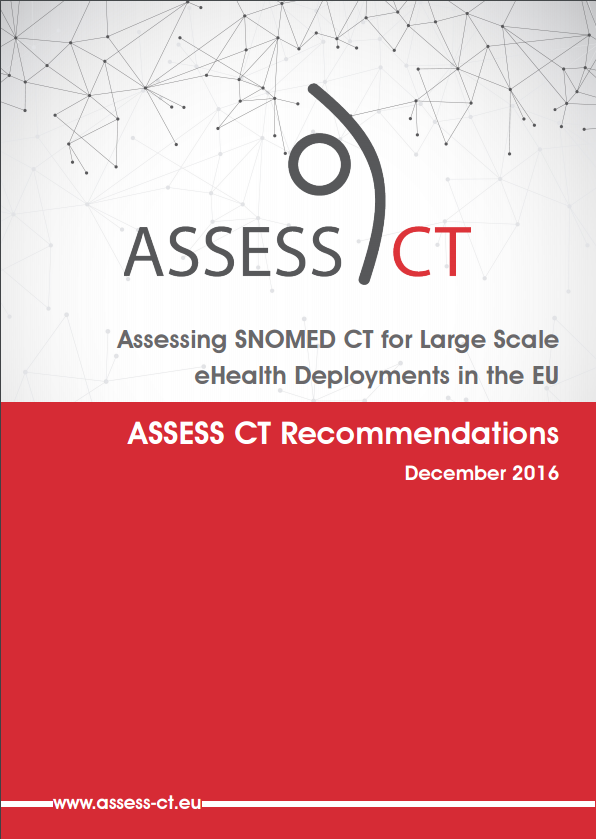 ASSESS CT
Assessing SNOMED CT for Large Scale
eHealth Deployments in the EU
ASSESS CT Recommendations
December 2016
www.assess-ct.eu